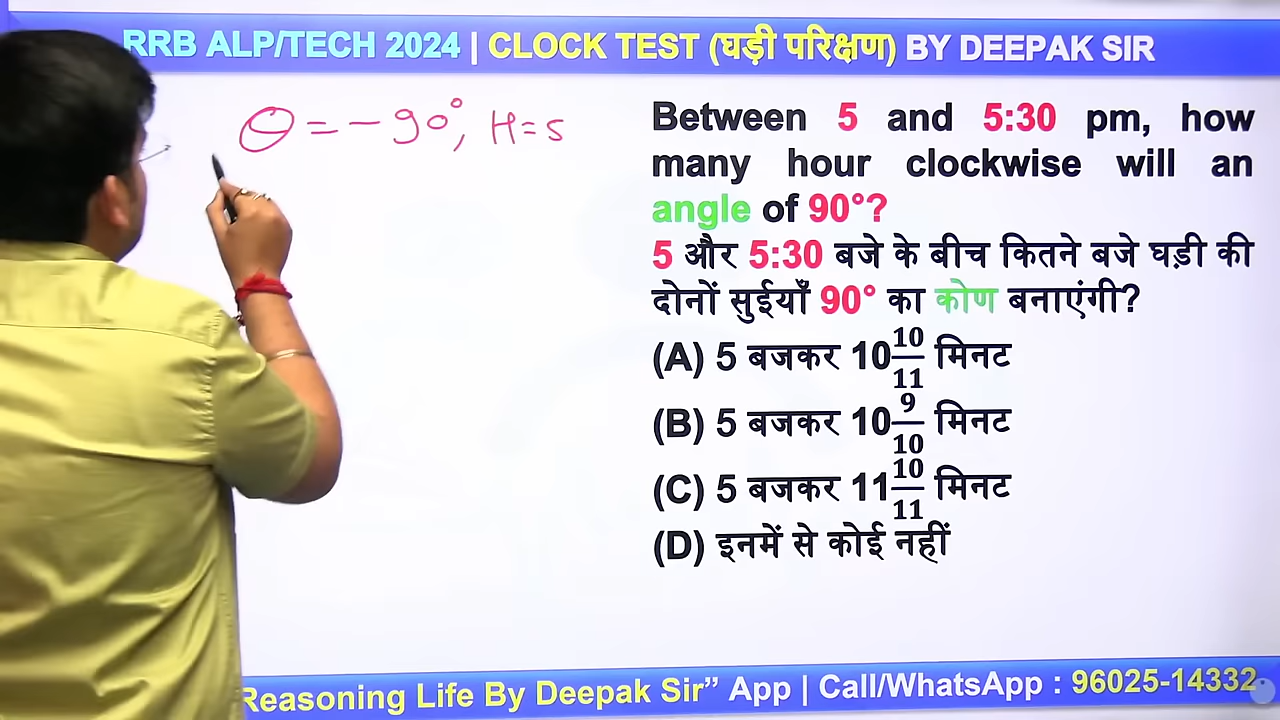 RRB ALP/TECH 2024 | CLOCK TEST (घड़ी परिक्षण) BY DEEPAK SIR
θ = - 90°, H = 5
Between 5 and 5:30 pm, how
many hour clockwise will an
angle of 90°?
5 और 5:30 बजे के बीच कितने बजे घड़ी की
दोनों सुईयाँ 90° का कोण बनाएंगी?
(A) 5 बजकर 10 10/11 मिनट
(B) 5 बजकर 10 9/10 मिनट
(C) 5 बजकर 11 10/11 मिनट
(D) इनमें से कोई नहीं
Reasoning Life By Deepak Sir” App | Call/WhatsApp : 96025-14332